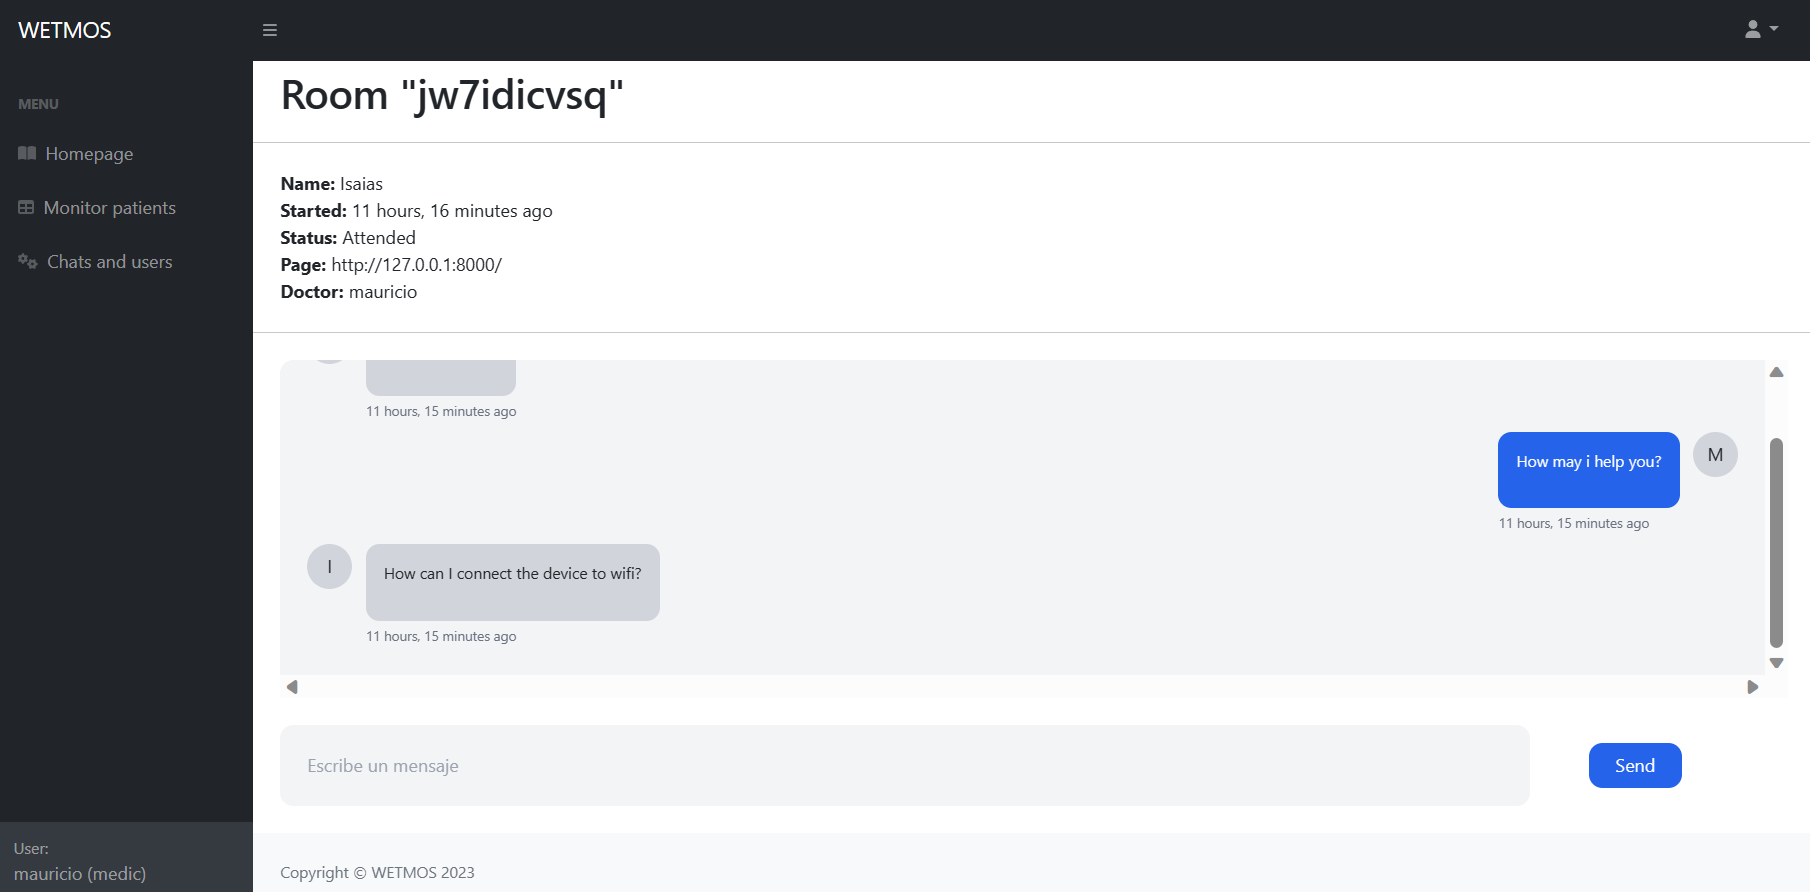 WETMOS
MENU
Homepage
Monitor patients
Chats and users
User:
mauricio (medic)
Room "jw7idicvsq"
Name: Isaias
Started: 11 hours, 16 minutes ago
Status: Attended
Page: http://127.0.0.1:8000/
Doctor: mauricio
11 hours, 15 minutes ago
How may i help you?
M
11 hours, 15 minutes ago
I
How can I connect the device to wifi?
11 hours, 15 minutes ago
Escribe un mensaje
Send
Copyright © WETMOS 2023